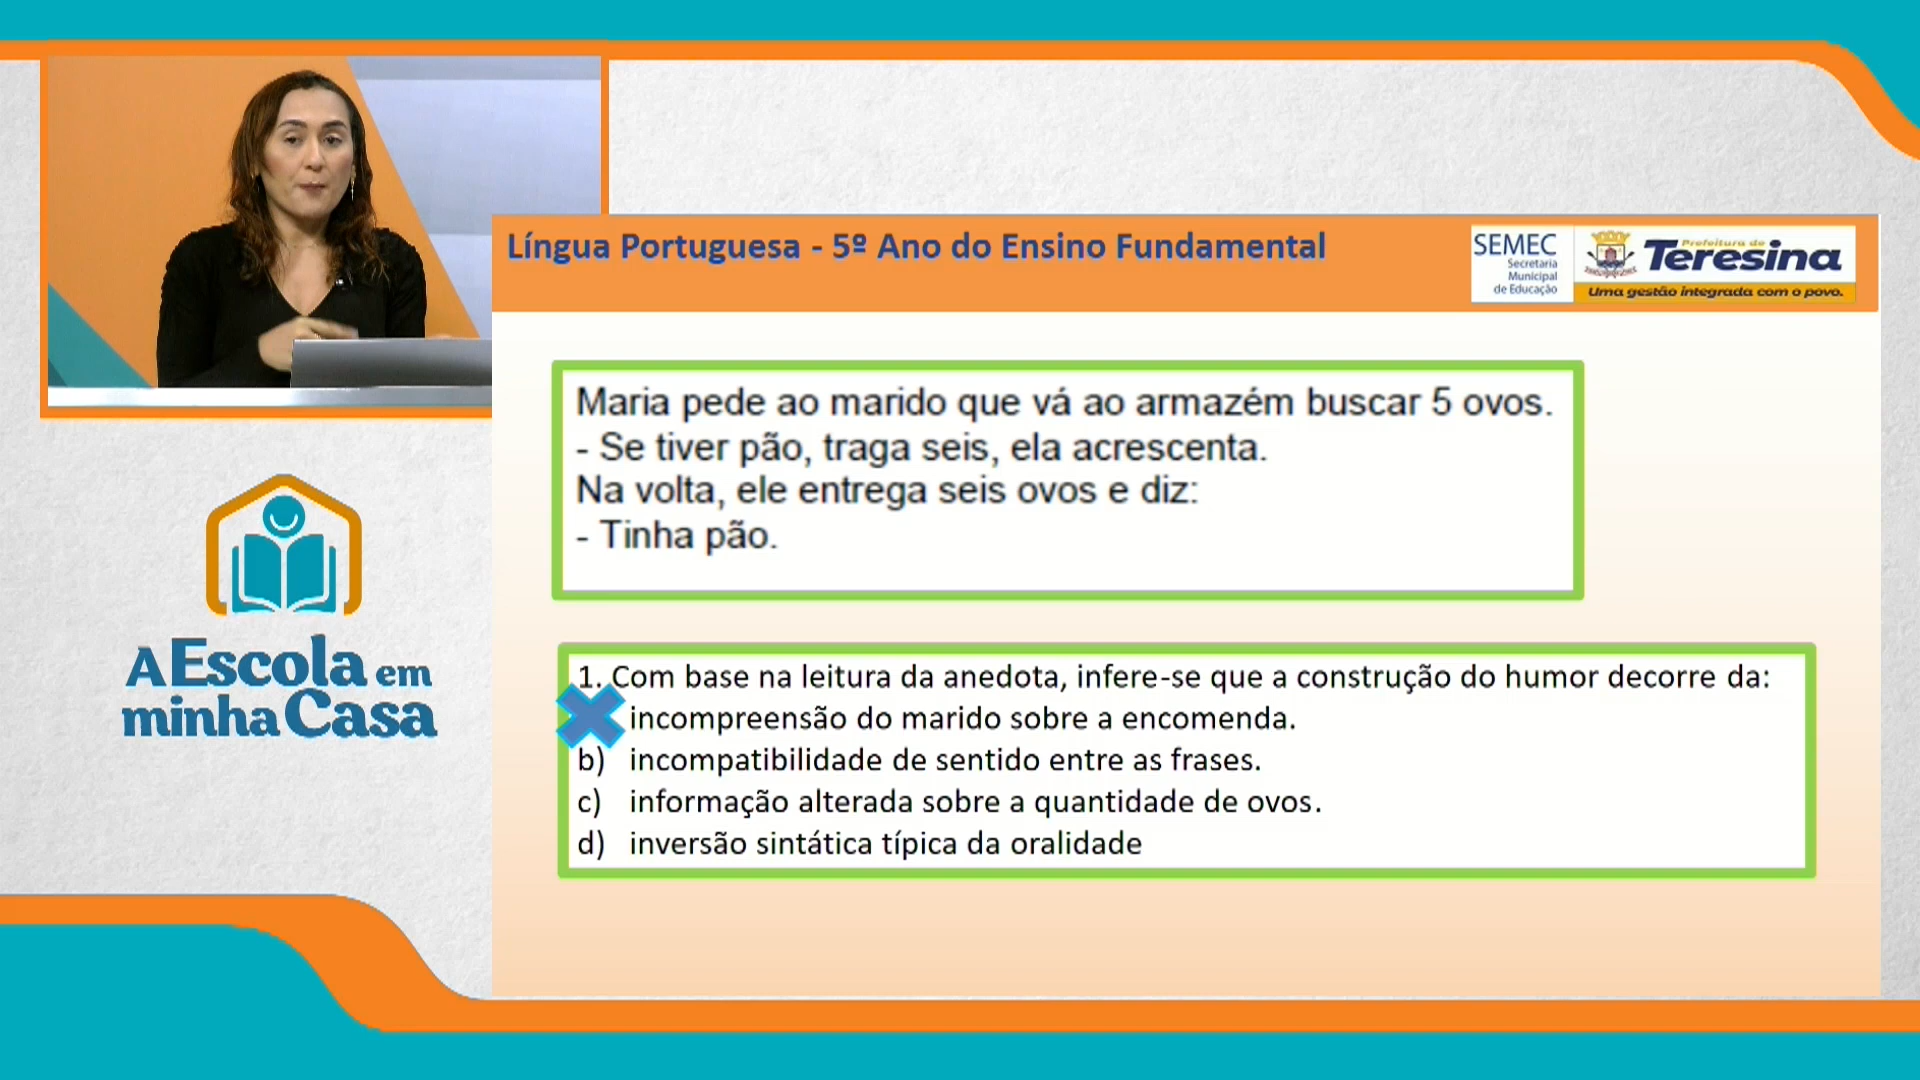 Língua Portuguesa - 5º Ano do Ensino Fundamental
SEMEC
Secretaria
Municipal
de Educação
Prefeitura de
Teresina
Uma gestão integrada com o povo.
Maria pede ao marido que vá ao armazém buscar 5 ovos.
- Se tiver pão, traga seis, ela acrescenta.
Na volta, ele entrega seis ovos e diz:
- Tinha pão.
1. Com base na leitura da anedota, infere-se que a construção do humor decorre da:
incompreensão do marido sobre a encomenda.
b) incompatibilidade de sentido entre as frases.
c) informação alterada sobre a quantidade de ovos.
d) inversão sintática típica da oralidade
A Escola em
minha Casa